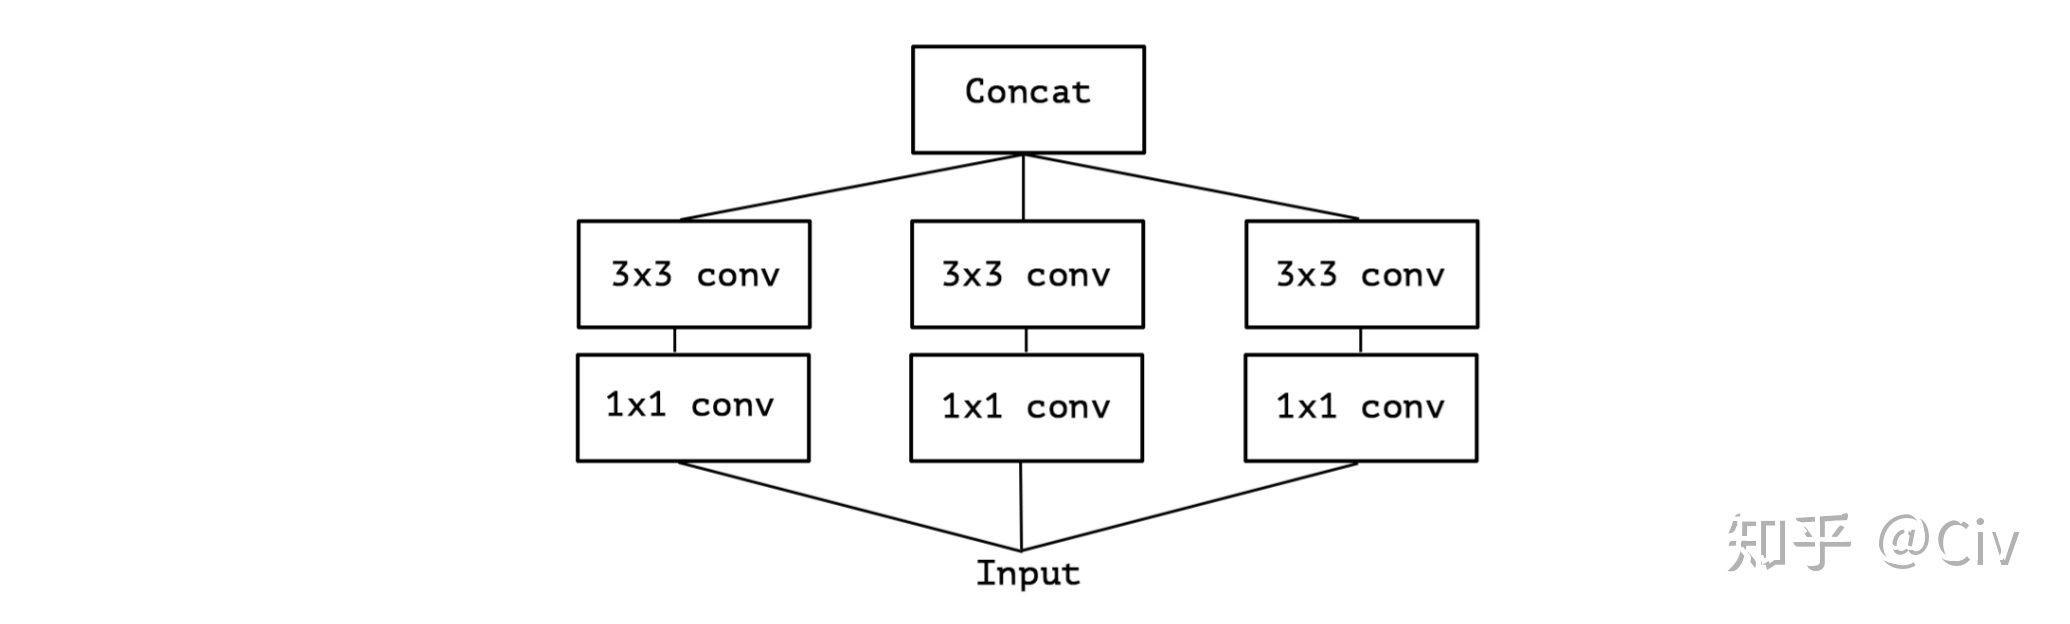 Concat
3x3 conv 3x3 conv 3x3 conv
1x1 conv 1x1 conv 1x1 conv
Input
知乎 @Civ